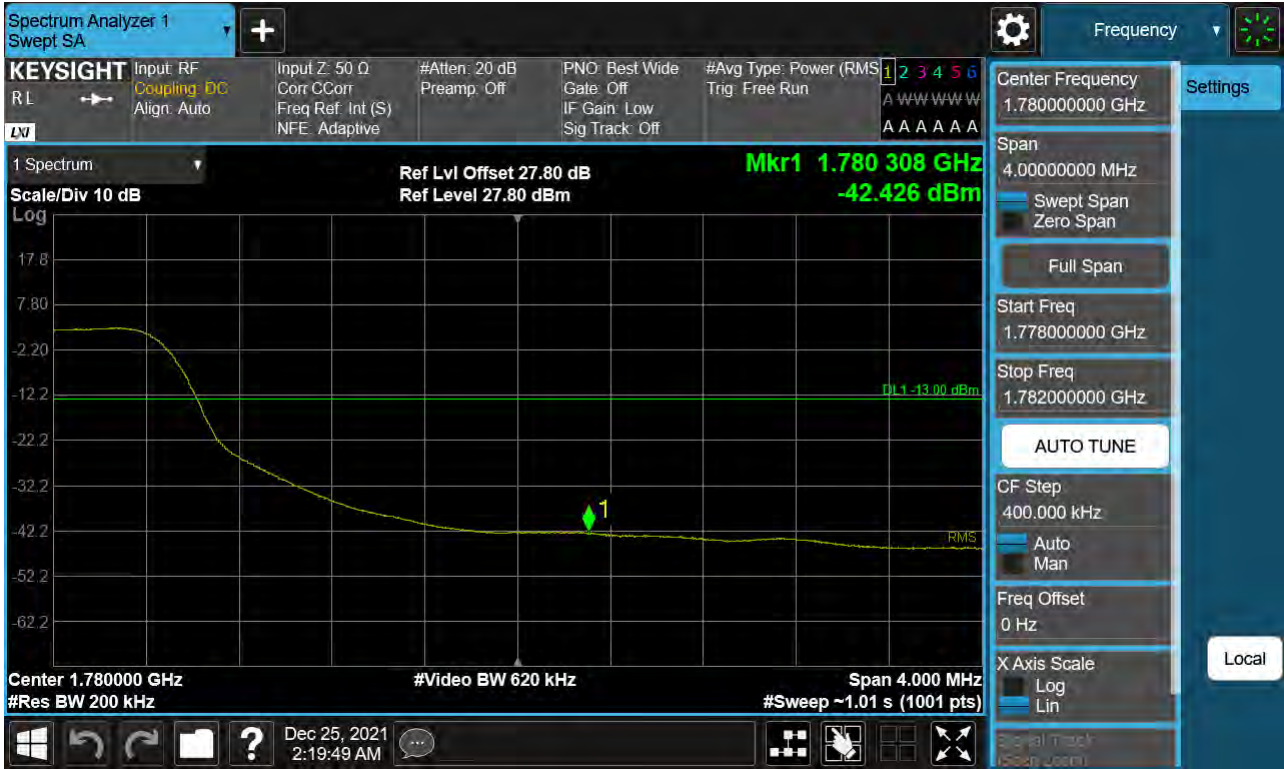 Spectrum Analyzer 1
Swept SA
Frequency
KEYSIGHT
R L
LXI
Input: RF
Coupling: DC
Align: Auto
Input Z: 50 Ω
Corr CCorr
Freq Ref: Int (S)
NFE: Adaptive
#Atten: 20 dB
Preamp: Off
PNO: Best Wide
Gate: Off
IF Gain: Low
Sig Track: Off
#Avg Type: Power (RMS
Trig: Free Run
1 2 3 4 5 6
A W W W W W
A A A A A A
1 Spectrum
Scale/Div 10 dB
Log
Ref Lvl Offset 27.80 dB
Ref Level 27.80 dBm
Mkr1 1.780 308 GHz
-42.426 dBm
17.8
7.80
-2.20
-12.2
-22.2
-32.2
-42.2
-52.2
-62.2
DL1 -13.00 dBm
1
RMS
Center 1.780000 GHz
#Res BW 200 kHz
#Video BW 620 kHz
Span 4.000 MHz
#Sweep ~1.01 s (1001 pts)
Center Frequency
1.780000000 GHz
Settings
Span
4.00000000 MHz
Swept Span
Zero Span
Full Span
Start Freq
1.778000000 GHz
Stop Freq
1.782000000 GHz
AUTO TUNE
CF Step
400.000 kHz
Auto
Man
Freq Offset
0 Hz
X Axis Scale
Log
Lin
Signal Track
(Span Zoom)
Local
?
Dec 25, 2021
2:19:49 AM